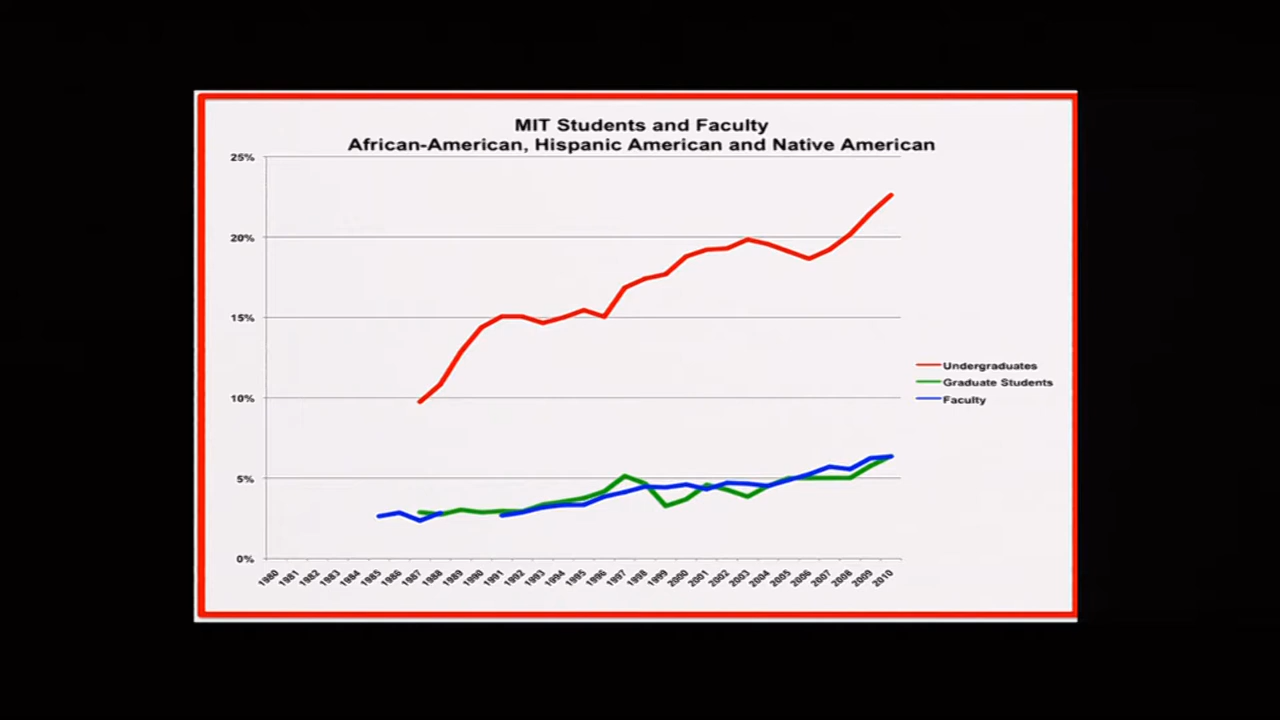 MIT Students and Faculty
African-American, Hispanic American and Native American
25%
20%
15%
10%
5%
0%
1980 1981 1982 1983 1984 1985 1986 1987 1988 1989 1990 1991 1992 1993 1994 1995 1996 1997 1998 1999 2000 2001 2002 2003 2004 2005 2006 2007 2008 2009 2010
Undergraduates
Graduate Students
Faculty